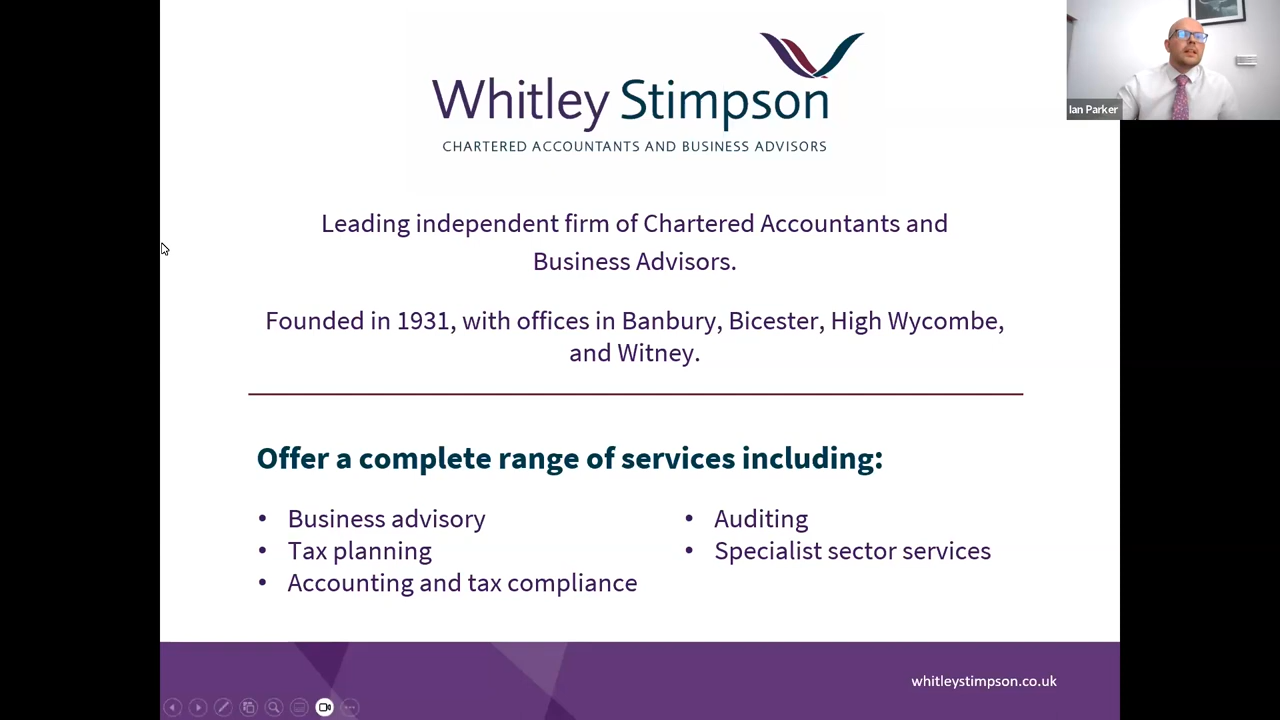 Whitley Stimpson
CHARTERED ACCOUNTANTS AND BUSINESS ADVISORS
Ian Parker
Leading independent firm of Chartered Accountants and
Business Advisors.
Founded in 1931, with offices in Banbury, Bicester, High Wycombe,
and Witney.
Offer a complete range of services including:
• Business advisory
• Tax planning
• Accounting and tax compliance
• Auditing
• Specialist sector services
whitleystimpson.co.uk